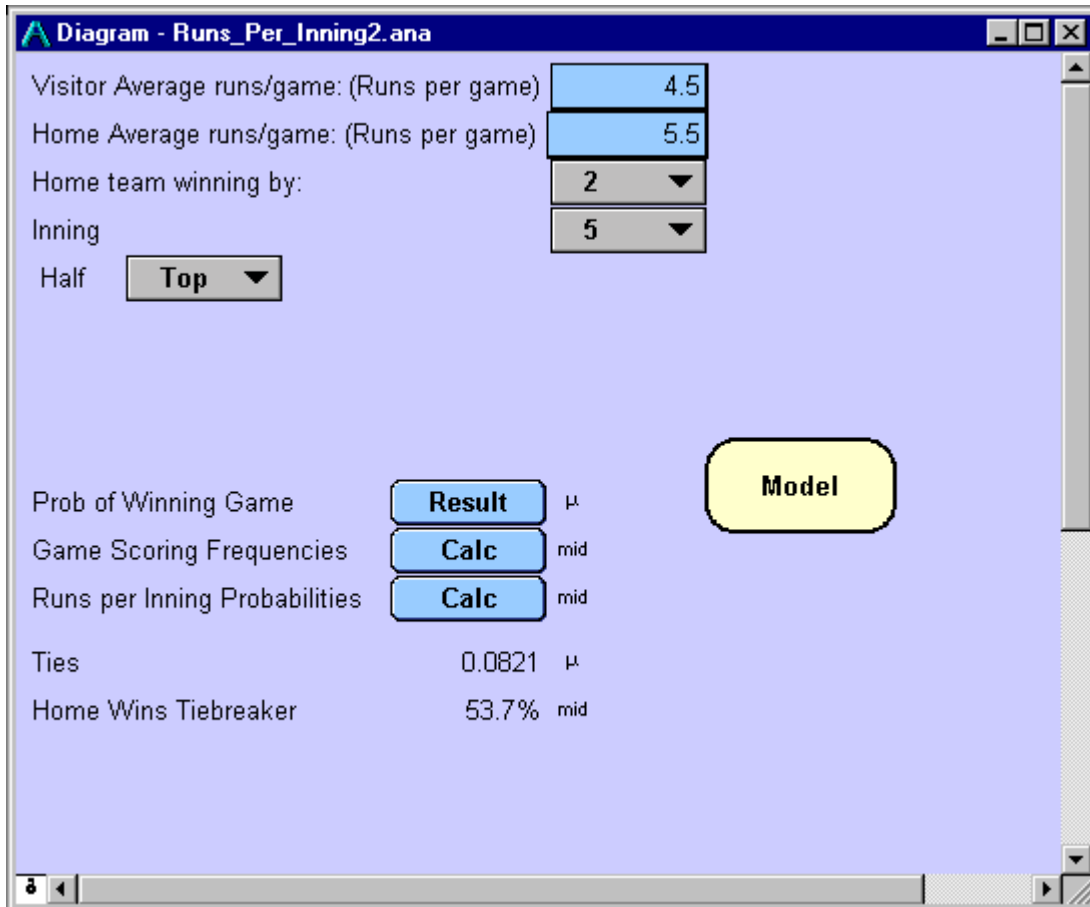 Diagram - Runs_Per_Inning2.ana
Visitor Average runs/game: (Runs per game) 4.5
Home Average runs/game: (Runs per game) 5.5
Home team winning by: 2
Inning 5
Half Top
Model
Prob of Winning Game Result μ
Game Scoring Frequencies Calc mid
Runs per Inning Probabilities Calc mid
Ties 0.0821 μ
Home Wins Tiebreaker 53.7% mid